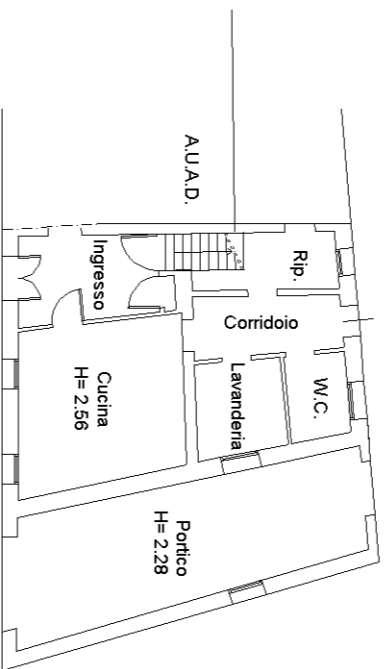 A.U.A.D.
Ingresso
Rip.
Corridoio
Cucina
H= 2.56
Lavanderia
W.C.
Portico
H= 2.28